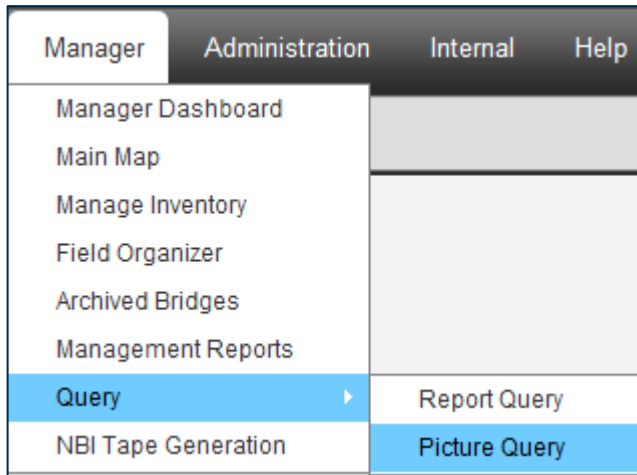 Manager Administration Internal Help
Manager Dashboard
Main Map
Manage Inventory
Field Organizer
Archived Bridges
Management Reports
Query Report Query
NBI Tape Generation Picture Query